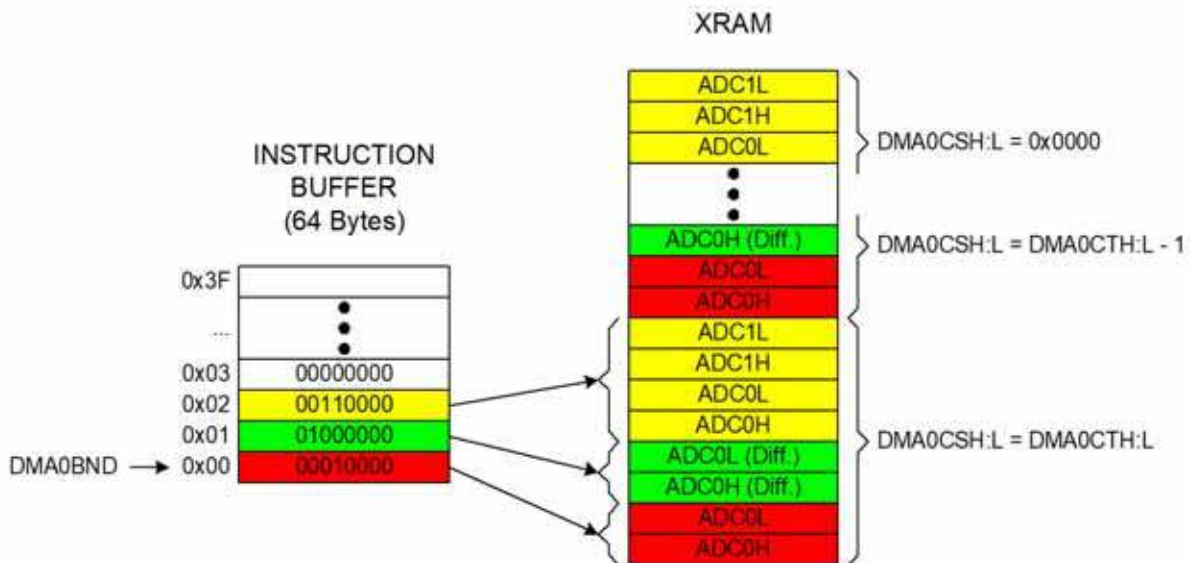 XRAM
ADC1L
ADC1H
ADC0L
ADC0H (Diff.)
ADC0L
ADC0H
ADC1L
ADC1H
ADC0L
ADC0H
ADC0L (Diff.)
ADC0H (Diff.)
ADC0L
ADC0H
DMA0CSH:L = 0x0000
DMA0CSH:L = DMA0CTH:L - 1
DMA0CSH:L = DMA0CTH:L
INSTRUCTION
BUFFER
(64 Bytes)
0x3F
...
0x03 00000000
0x02 00110000
0x01 01000000
DMA0BND 0x00 00010000